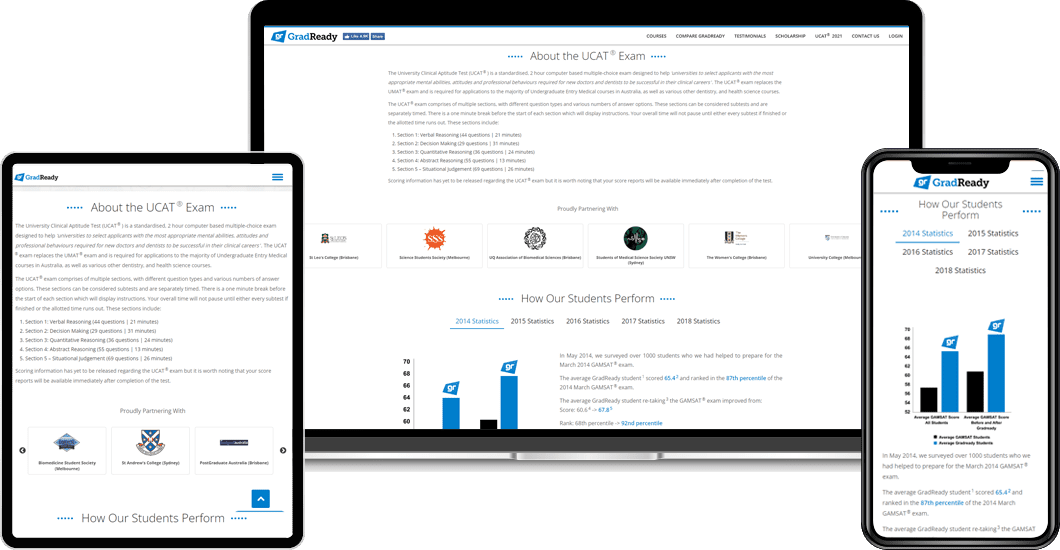 gr GradReady
Like 4.9K Share
COURSES COMPARE GRADREADY TESTIMONIALS SCHOLARSHIP UCAT® 2021 CONTACT US LOGIN
About the UCAT® Exam
The University Clinical Aptitude Test (UCAT®) is a standardised, 2 hour computer based multiple-choice exam designed to help 'universities to select applicants with the most
appropriate mental abilities, attitudes and professional behaviours required for new doctors and dentists to be successful in their clinical careers'. The UCAT® exam replaces the
UMAT® exam and is required for applications to the majority of Undergraduate Entry Medical courses in Australia, as well as various other dentistry, and health science courses.
The UCAT® exam comprises of multiple sections, with different question types and various numbers of answer options. These sections can be considered subtests and are
separately timed. There is a one minute break before the start of each section which will display instructions. Your overall time will not pause until either every subtest if finished or
the allotted time runs out. These sections include:
1. Section 1: Verbal Reasoning (44 questions | 21 minutes)
2. Section 2: Decision Making (29 questions | 31 minutes)
3. Section 3: Quantitative Reasoning (36 questions | 24 minutes)
4. Section 4: Abstract Reasoning (55 questions | 13 minutes)
5. Section 5 – Situational Judgement (69 questions | 26 minutes)
Scoring information has yet to be released regarding the UCAT® exam but it is worth noting that your score reports will be available immediately after completion of the test.
Proudly Partnering With
SSS
St Leo's College (Brisbane)
Science Students Society (Melbourne)
UQ Association of Biomedical Sciences (Brisbane)
Students of Medical Science Society UNSW
(Sydney)
The Women's College (Brisbane)
University College (Melbou
How Our Students Perform
2014 Statistics 2015 Statistics 2016 Statistics 2017 Statistics 2018 Statistics
70
68
66
64
62
60
gr
gr
In May 2014, we surveyed over 1000 students who we had helped to prepare for the
March 2014 GAMSAT® exam.
The average GradReady student¹ scored 65.4² and ranked in the 87th percentile of the
2014 March GAMSAT® exam.
The average GradReady student re-taking³ the GAMSAT® exam improved from:
Score: 60.6⁴ -> 67.8⁵
Rank: 68th percentile -> 92nd percentile
gr GradReady
About the UCAT® Exam
The University Clinical Aptitude Test (UCAT®) is a standardised, 2 hour computer based multiple-choice exam
designed to help 'universities to select applicants with the most appropriate mental abilities, attitudes and
professional behaviours required for new doctors and dentists to be successful in their clinical careers'. The UCAT
® exam replaces the UMAT® exam and is required for applications to the majority of Undergraduate Entry Medical
courses in Australia, as well as various other dentistry, and health science courses.
The UCAT® exam comprises of multiple sections, with different question types and various numbers of answer
options. These sections can be considered subtests and are separately timed. There is a one minute break before the
start of each section which will display instructions. Your overall time will not pause until either every subtest if
finished or the allotted time runs out. These sections include:
1. Section 1: Verbal Reasoning (44 questions | 21 minutes)
2. Section 2: Decision Making (29 questions | 31 minutes)
3. Section 3: Quantitative Reasoning (36 questions | 24 minutes)
4. Section 4: Abstract Reasoning (55 questions | 13 minutes)
5. Section 5 – Situational Judgement (69 questions | 26 minutes)
Scoring information has yet to be released regarding the UCAT® exam but it is worth noting that your score
reports will be available immediately after completion of the test.
Proudly Partnering With
Biomedicine Student Society
(Melbourne)
St Andrew's College (Sydney)
PostGraduate Australia (Brisbane)
How Our Students Perform
gr GradReady
How Our Students
Perform
2014 Statistics 2015 Statistics
2016 Statistics 2017 Statistics
2018 Statistics
70
68
66
64
62
60
58
56
54
52
gr
gr
Average GAMSAT Score
All Students
Average GAMSAT Score
Before and After
Gradready
Average GAMSAT Students
Average Gradready Students
In May 2014, we surveyed over 1000 students who we
had helped to prepare for the March 2014 GAMSAT®
exam.
The average GradReady student¹ scored 65.4² and
ranked in the 87th percentile of the 2014 March
GAMSAT® exam.
The average GradReady student re-taking³ the GAMSAT